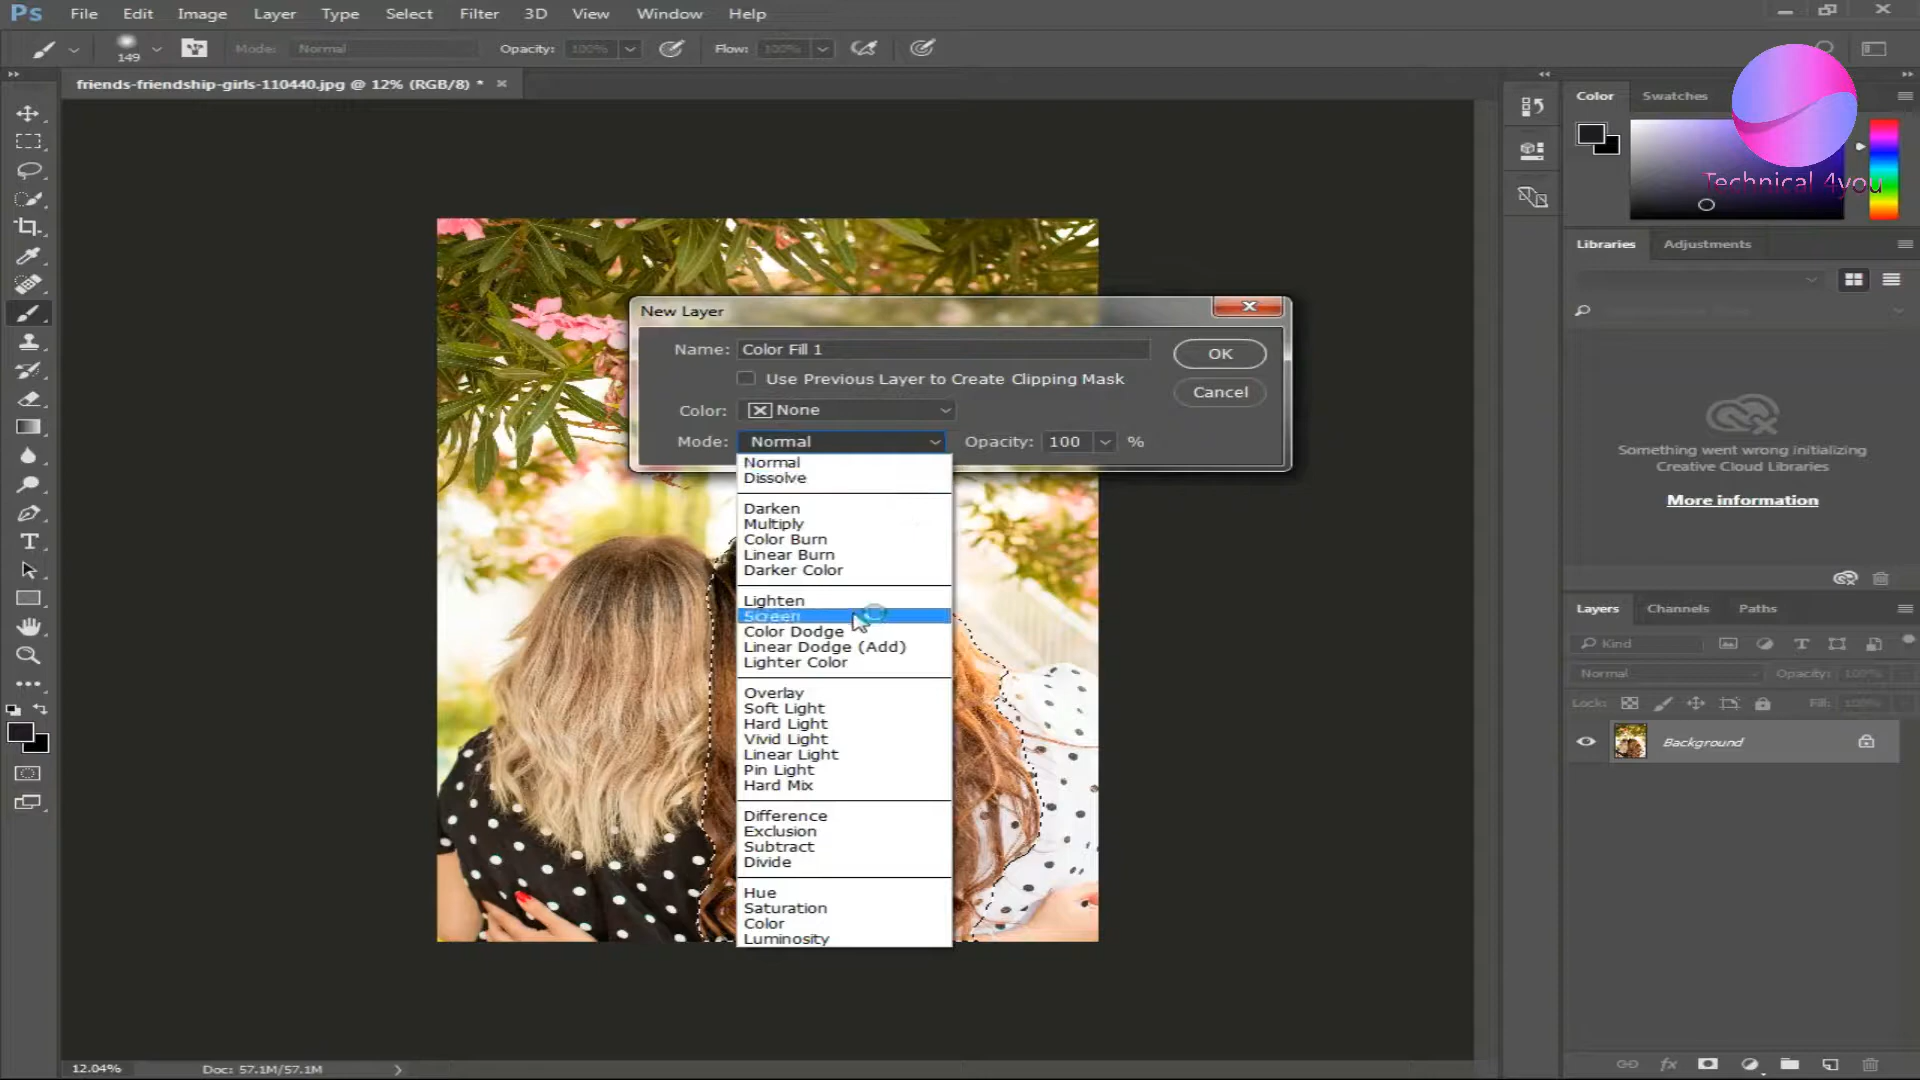 Ps File Edit Image Layer Type Select Filter 3D View Window Help
149 Mode: Normal Opacity: 100% Flow: 100%
friends-friendship-girls-110440.jpg @ 12% (RGB/8) *
Color Swatches
Technical 4you
Libraries Adjustments
New Layer
Name: Color Fill 1
OK
Use Previous Layer to Create Clipping Mask
Cancel
Color: None
Mode: Normal Opacity: 100 %
Normal
Dissolve
Darken
Multiply
Color Burn
Linear Burn
Darker Color
Lighten
Screen
Color Dodge
Linear Dodge (Add)
Lighter Color
Overlay
Soft Light
Hard Light
Vivid Light
Linear Light
Pin Light
Hard Mix
Difference
Exclusion
Subtract
Divide
Hue
Saturation
Color
Luminosity
Something went wrong initializing
Creative Cloud Libraries
More information
Layers Channels Paths
Kind
Normal Opacity: 100%
Lock: Fill: 100%
Background
12.04% Doc: 57.1M/57.1M